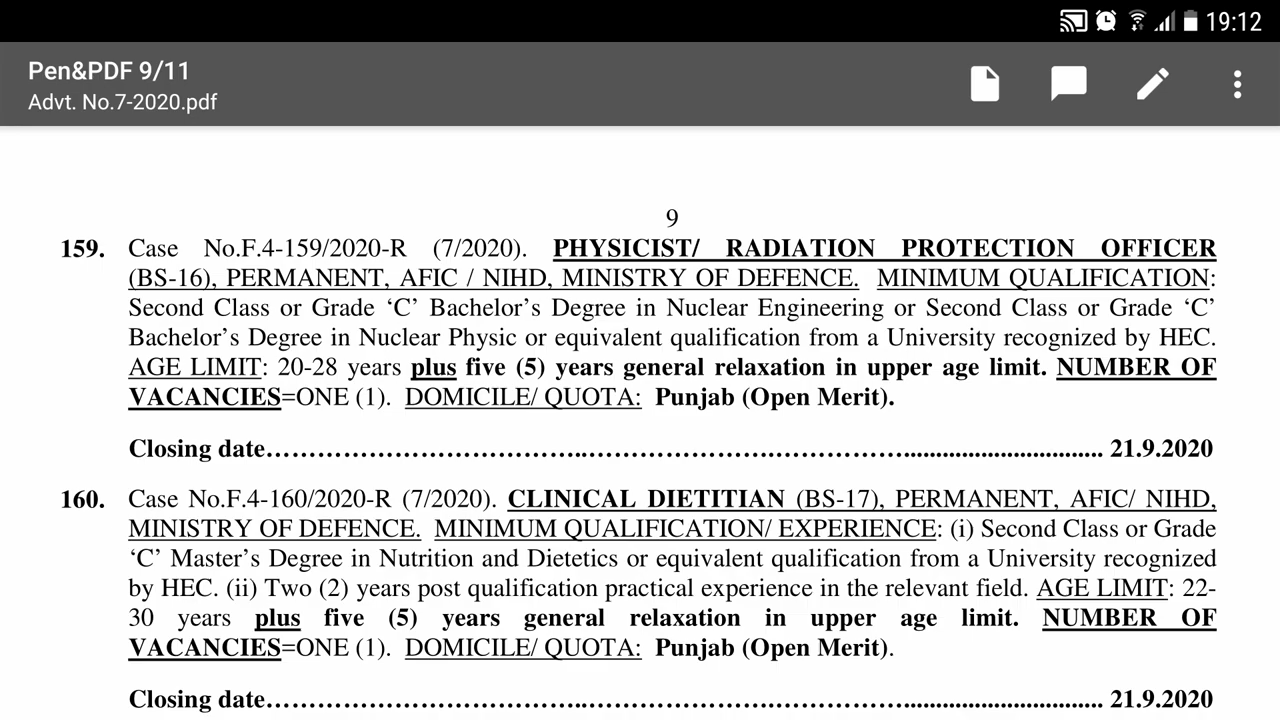 19:12
Pen&PDF 9/11
Advt. No.7-2020.pdf
9
159. Case No.F.4-159/2020-R (7/2020). PHYSICIST/ RADIATION PROTECTION OFFICER
(BS-16), PERMANENT, AFIC / NIHD, MINISTRY OF DEFENCE. MINIMUM QUALIFICATION:
Second Class or Grade ‘C’ Bachelor’s Degree in Nuclear Engineering or Second Class or Grade ‘C’
Bachelor’s Degree in Nuclear Physic or equivalent qualification from a University recognized by HEC.
AGE LIMIT: 20-28 years plus five (5) years general relaxation in upper age limit. NUMBER OF
VACANCIES=ONE (1). DOMICILE/ QUOTA: Punjab (Open Merit).
Closing date……………………………………..……………………….………………............................ 21.9.2020
160. Case No.F.4-160/2020-R (7/2020). CLINICAL DIETITIAN (BS-17), PERMANENT, AFIC/ NIHD,
MINISTRY OF DEFENCE. MINIMUM QUALIFICATION/ EXPERIENCE: (i) Second Class or Grade
‘C’ Master’s Degree in Nutrition and Dietetics or equivalent qualification from a University recognized
by HEC. (ii) Two (2) years post qualification practical experience in the relevant field. AGE LIMIT: 22-
30 years plus five (5) years general relaxation in upper age limit. NUMBER OF
VACANCIES=ONE (1). DOMICILE/ QUOTA: Punjab (Open Merit).
Closing date……………………………………..……………………….………………............................ 21.9.2020